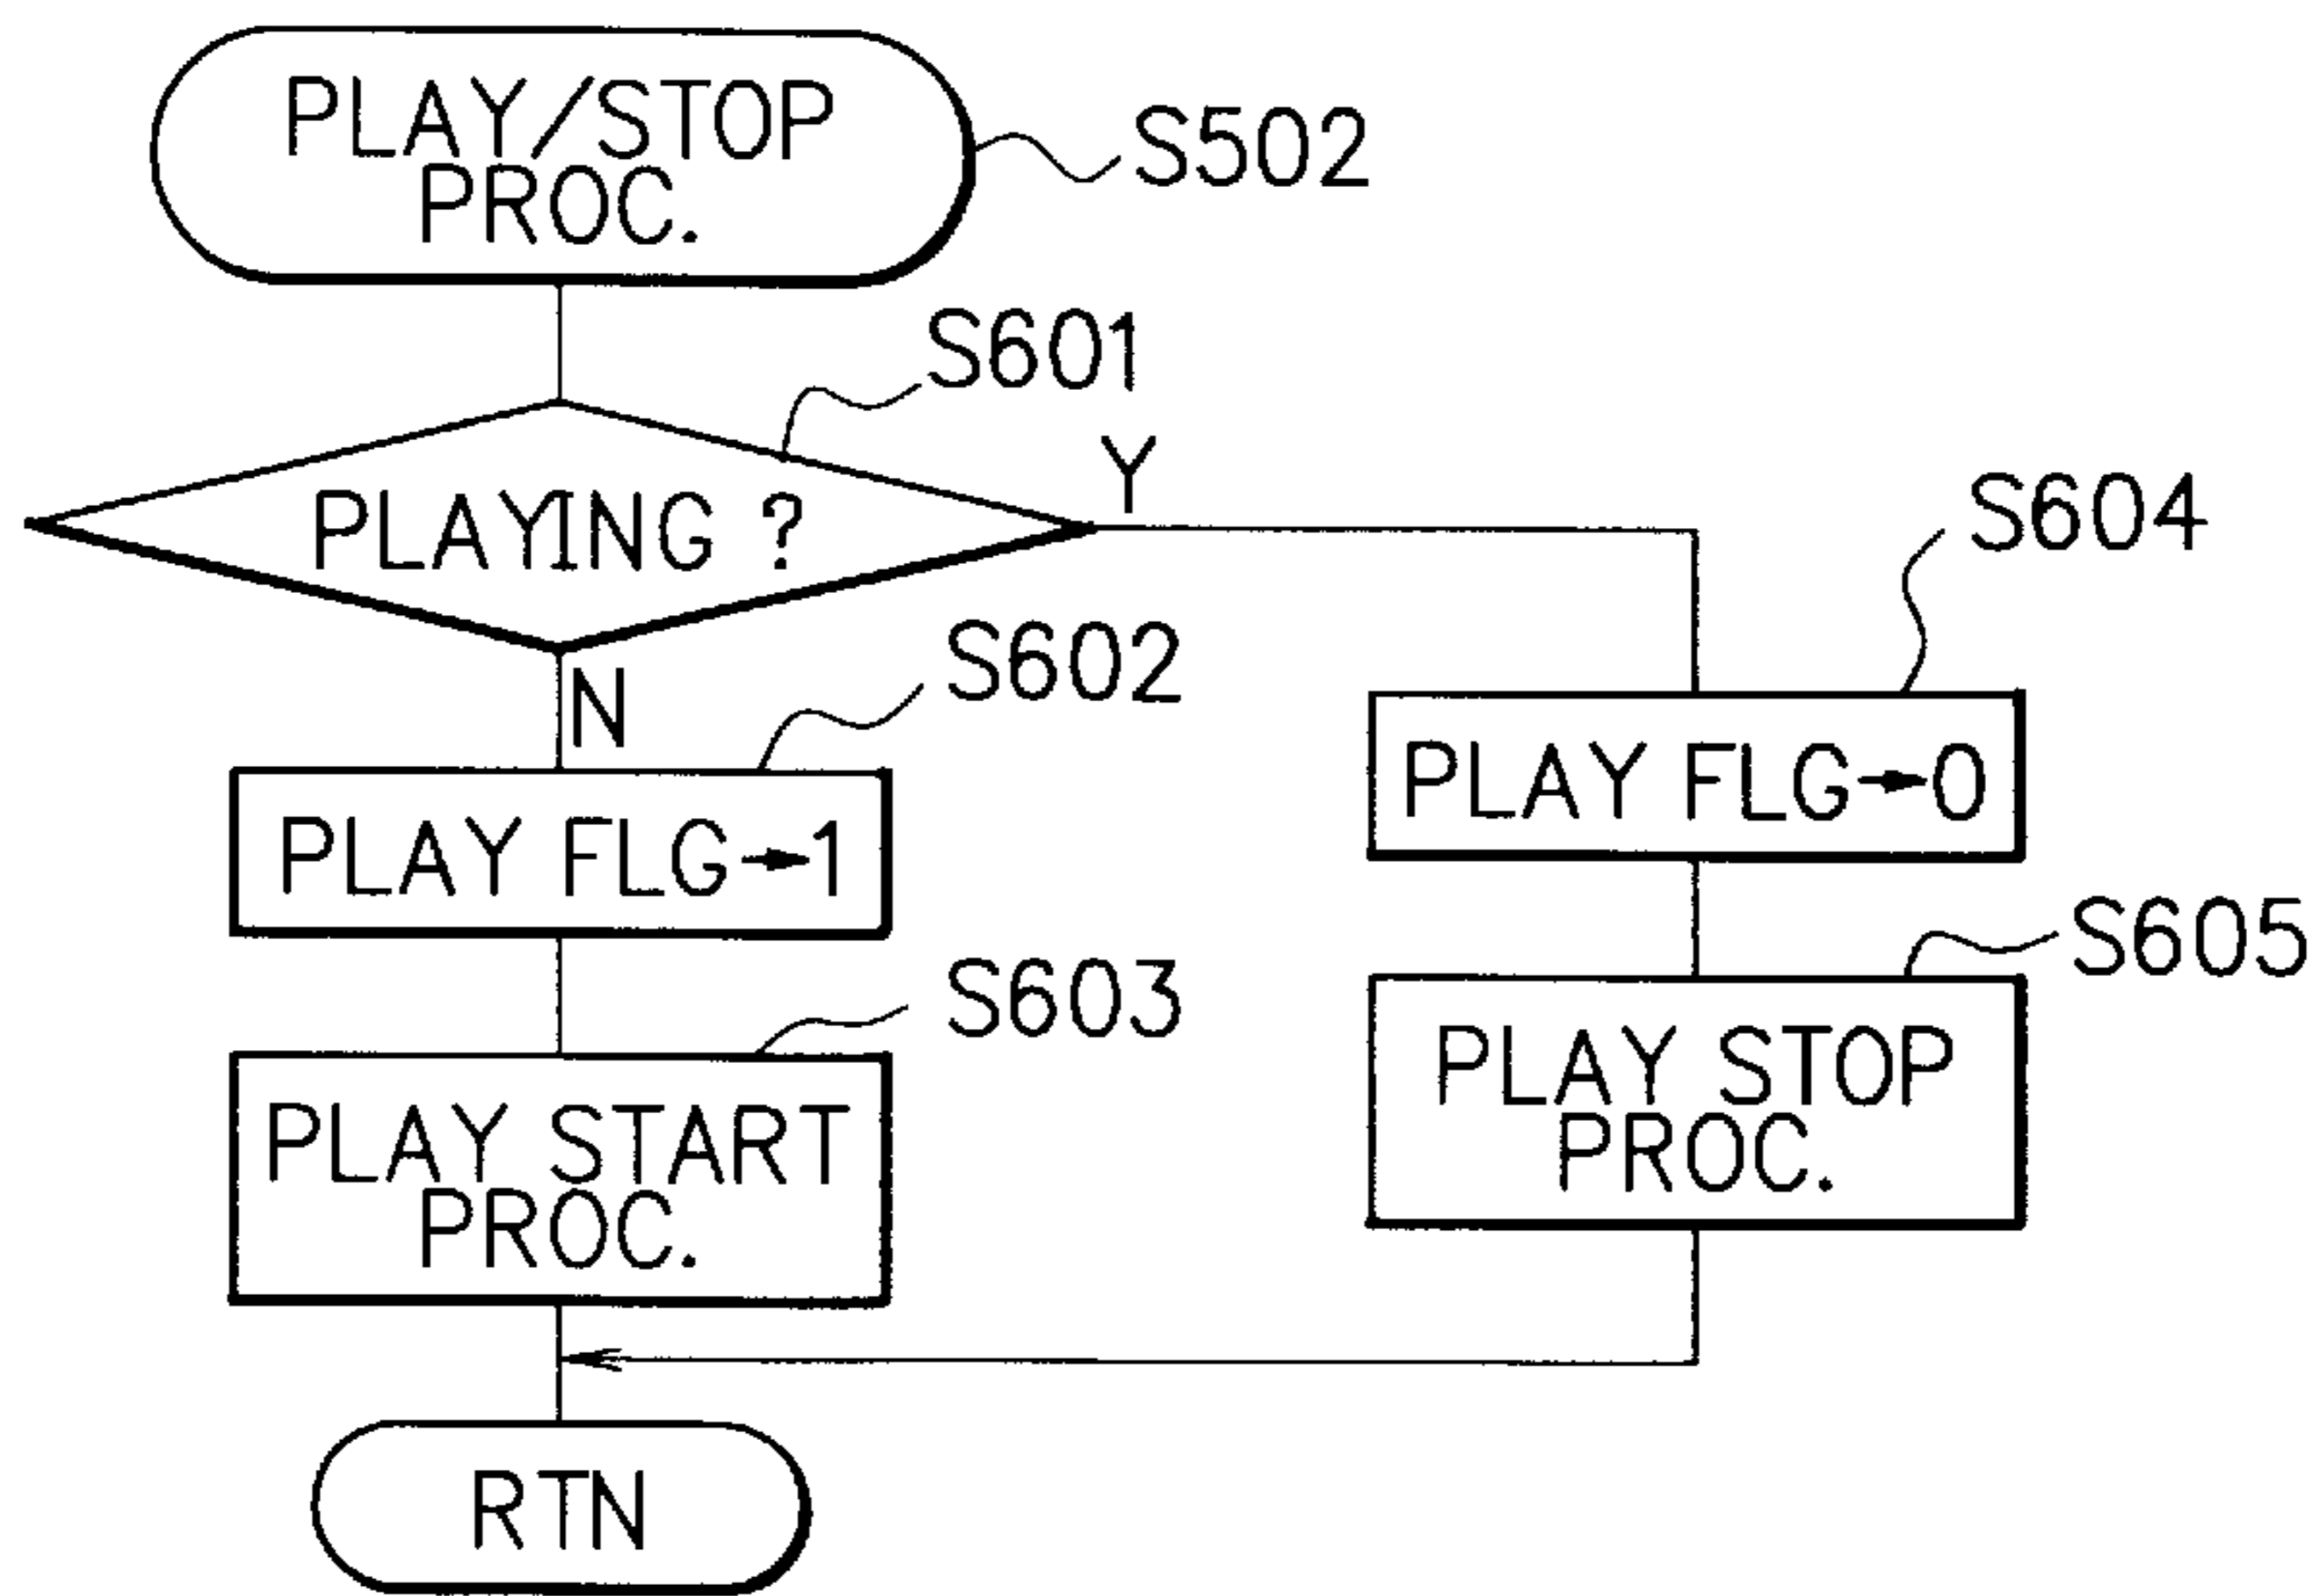 PLAY/STOP
PROC.
S502
S601
PLAYING ?
Y
N
S602
S604
PLAY FLG→1
PLAY FLG→0
S603
S605
PLAY START
PROC.
PLAY STOP
PROC.
RTN